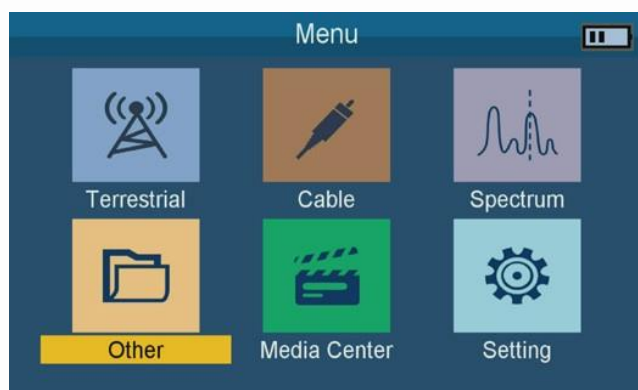 Menu
Terrestrial
Cable
Spectrum
Other
Media Center
Setting